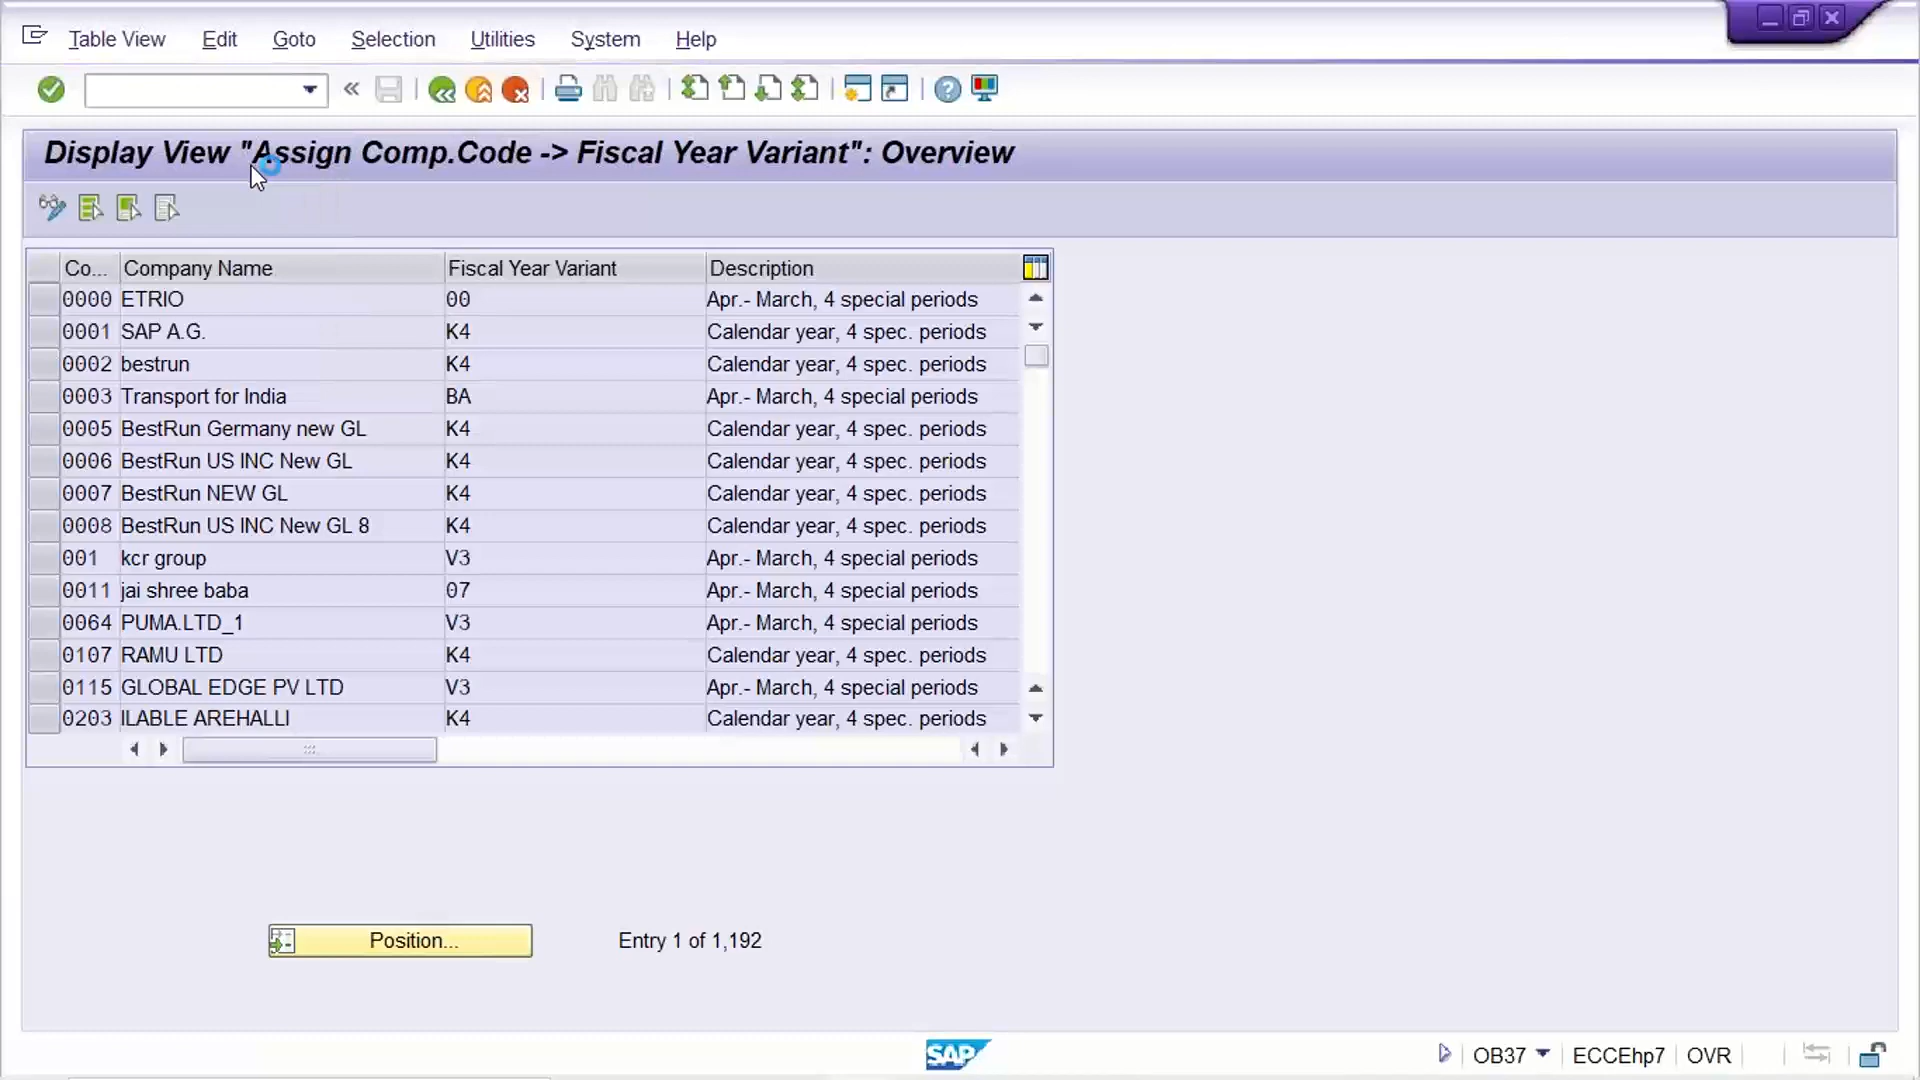 Table View Edit Goto Selection Utilities System Help
Display View "Assign Comp.Code -> Fiscal Year Variant": Overview
Co... Company Name Fiscal Year Variant Description
0000 ETRIO 00 Apr.- March, 4 special periods
0001 SAP A.G. K4 Calendar year, 4 spec. periods
0002 bestrun K4 Calendar year, 4 spec. periods
0003 Transport for India BA Apr.- March, 4 special periods
0005 BestRun Germany new GL K4 Calendar year, 4 spec. periods
0006 BestRun US INC New GL K4 Calendar year, 4 spec. periods
0007 BestRun NEW GL K4 Calendar year, 4 spec. periods
0008 BestRun US INC New GL 8 K4 Calendar year, 4 spec. periods
001 kcr group V3 Apr.- March, 4 special periods
0011 jai shree baba 07 Apr.- March, 4 special periods
0064 PUMA.LTD_1 V3 Apr.- March, 4 special periods
0107 RAMU LTD K4 Calendar year, 4 spec. periods
0115 GLOBAL EDGE PV LTD V3 Apr.- March, 4 special periods
0203 ILABLE AREHALLI K4 Calendar year, 4 spec. periods
Position... Entry 1 of 1,192
SAP OB37 ECCEhp7 OVR